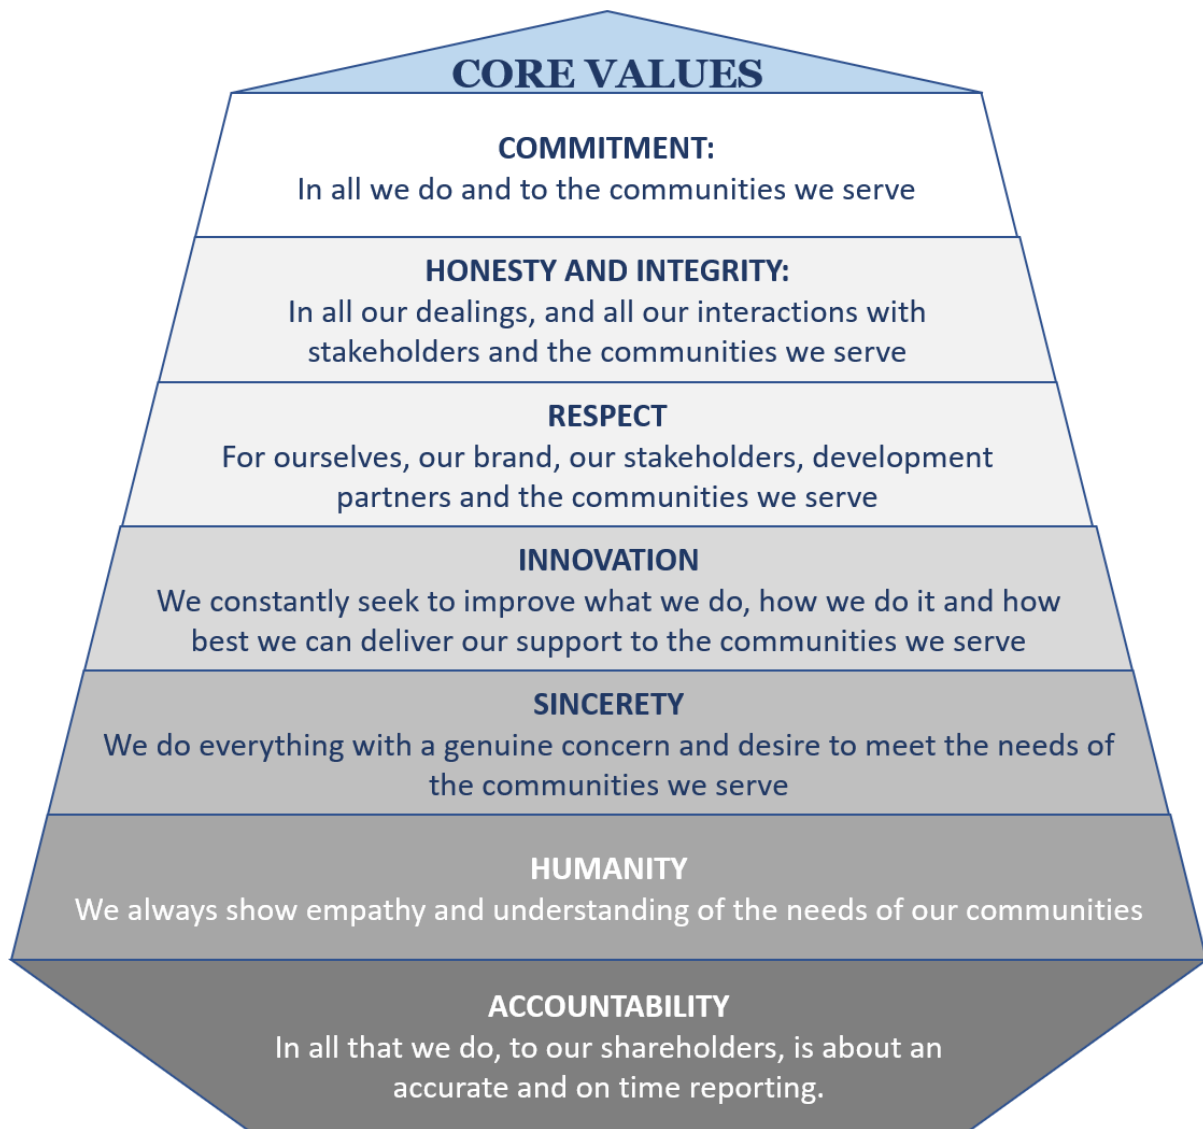 CORE VALUES
COMMITMENT:
In all we do and to the communities we serve
HONESTY AND INTEGRITY:
In all our dealings, and all our interactions with
stakeholders and the communities we serve
RESPECT
For ourselves, our brand, our stakeholders, development
partners and the communities we serve
INNOVATION
We constantly seek to improve what we do, how we do it and how
best we can deliver our support to the communities we serve
SINCERETY
We do everything with a genuine concern and desire to meet the needs of
the communities we serve
HUMANITY
We always show empathy and understanding of the needs of our communities
ACCOUNTABILITY
In all that we do, to our shareholders, is about an
accurate and on time reporting.